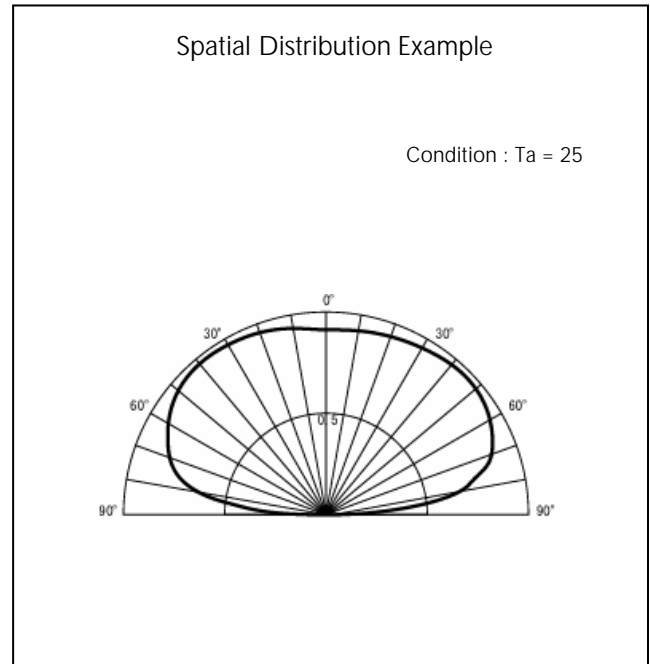 Spatial Distribution Example
Condition : Ta = 25
0°
30° 30°
60° 60°
0.5
90° 90°